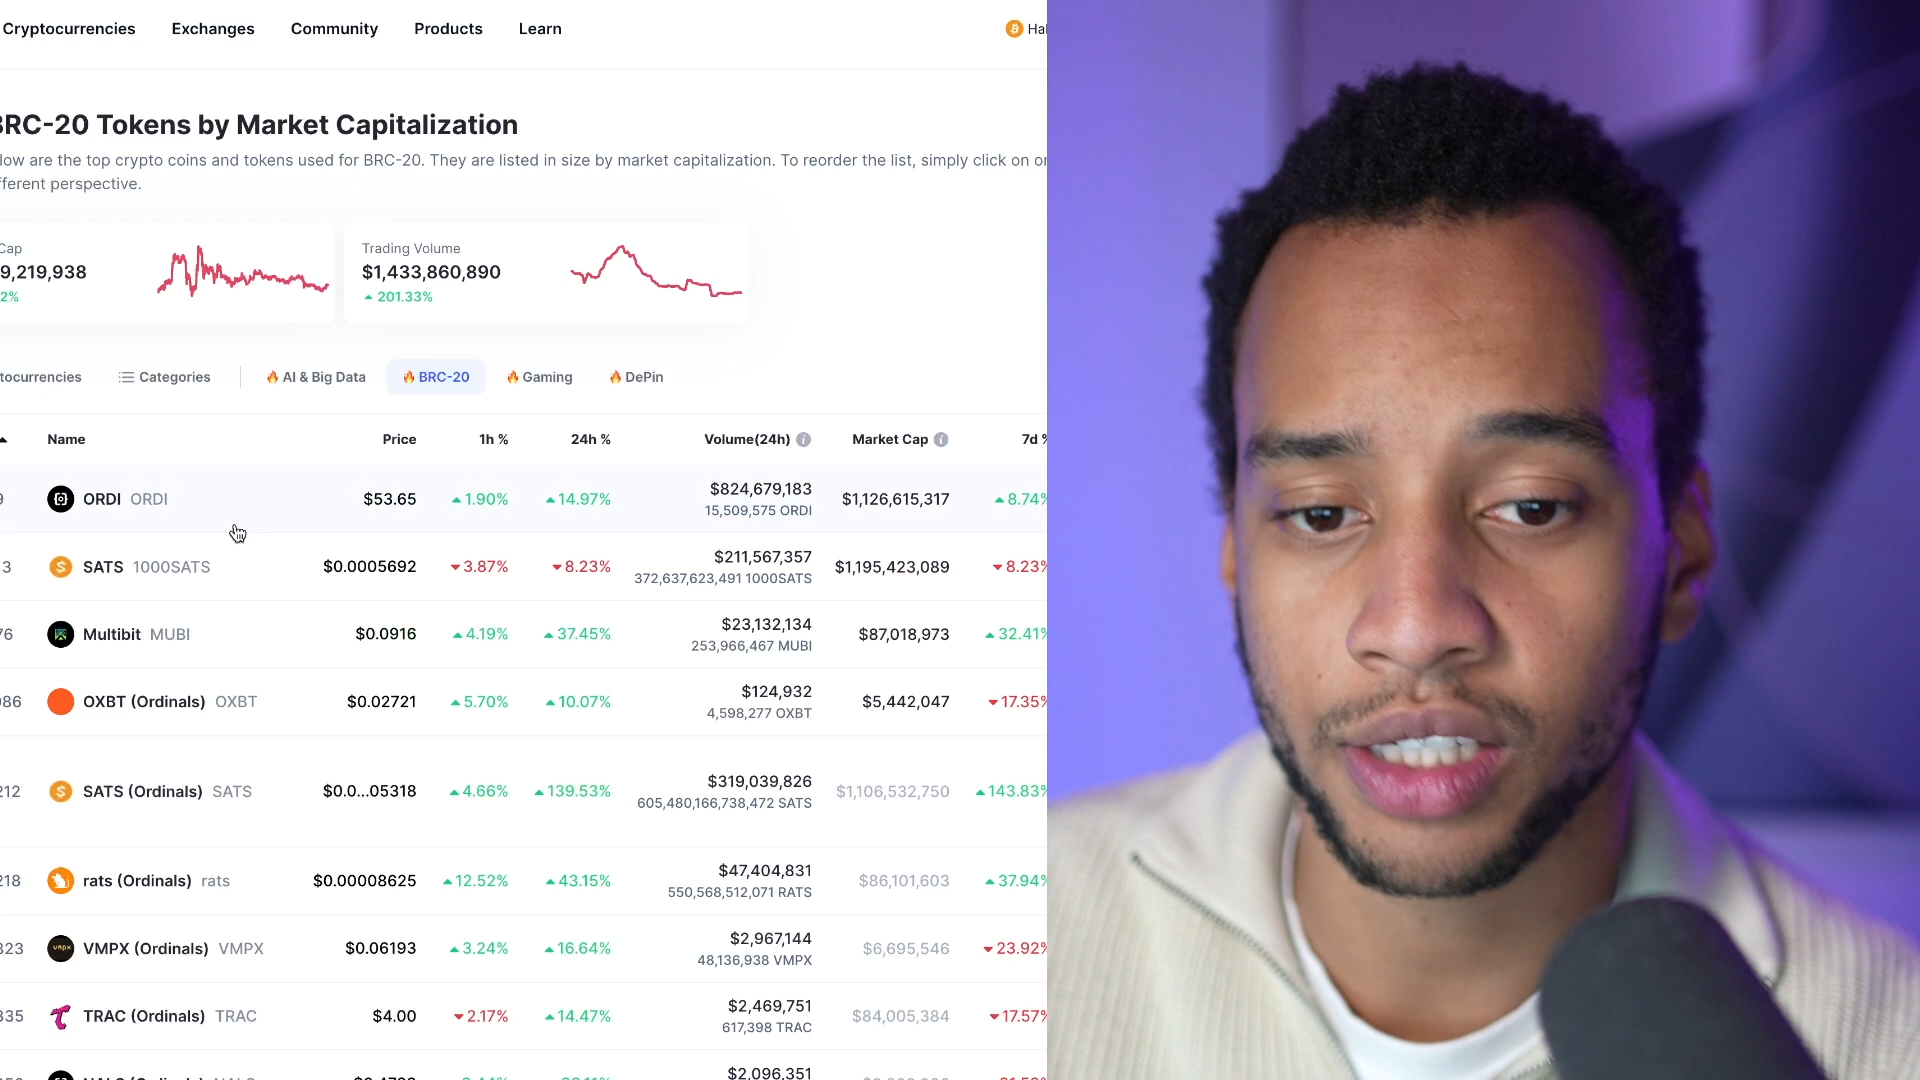 Cryptocurrencies Exchanges Community Products Learn
BRC-20 Tokens by Market Capitalization
low are the top crypto coins and tokens used for BRC-20. They are listed in size by market capitalization. To reorder the list, simply click on
fferent perspective.
Cap
9,219,938
2%
Trading Volume
$1,433,860,890
201.33%
tocurrencies Categories AI & Big Data BRC-20 Gaming DePin
Name Price 1h % 24h % Volume(24h) Market Cap 7d %
9 ORDI ORDI $53.65 1.90% 14.97% $824,679,183 $1,126,615,317 8.74%
15,509,575 ORDI
3 SATS 1000SATS $0.0005692 3.87% 8.23% $211,567,357 $1,195,423,089 8.23%
372,637,623,491 1000SATS
76 Multibit MUBI $0.0916 4.19% 37.45% $23,132,134 $87,018,973 32.41%
253,966,467 MUBI
86 OXBT (Ordinals) OXBT $0.02721 5.70% 10.07% $124,932 $5,442,047 17.35%
4,598,277 OXBT
212 SATS (Ordinals) SATS $0.0...05318 4.66% 139.53% $319,039,826 $1,106,532,750 143.83%
605,480,166,738,472 SATS
218 rats (Ordinals) rats $0.00008625 12.52% 43.15% $47,404,831 $86,101,603 37.94%
550,568,512,071 RATS
323 VMPX (Ordinals) VMPX $0.06193 3.24% 16.64% $2,967,144 $6,695,546 23.92%
48,136,938 VMPX
335 TRAC (Ordinals) TRAC $4.00 2.17% 14.47% $2,469,751 $84,005,384 17.57%
617,398 TRAC
$2,096,351